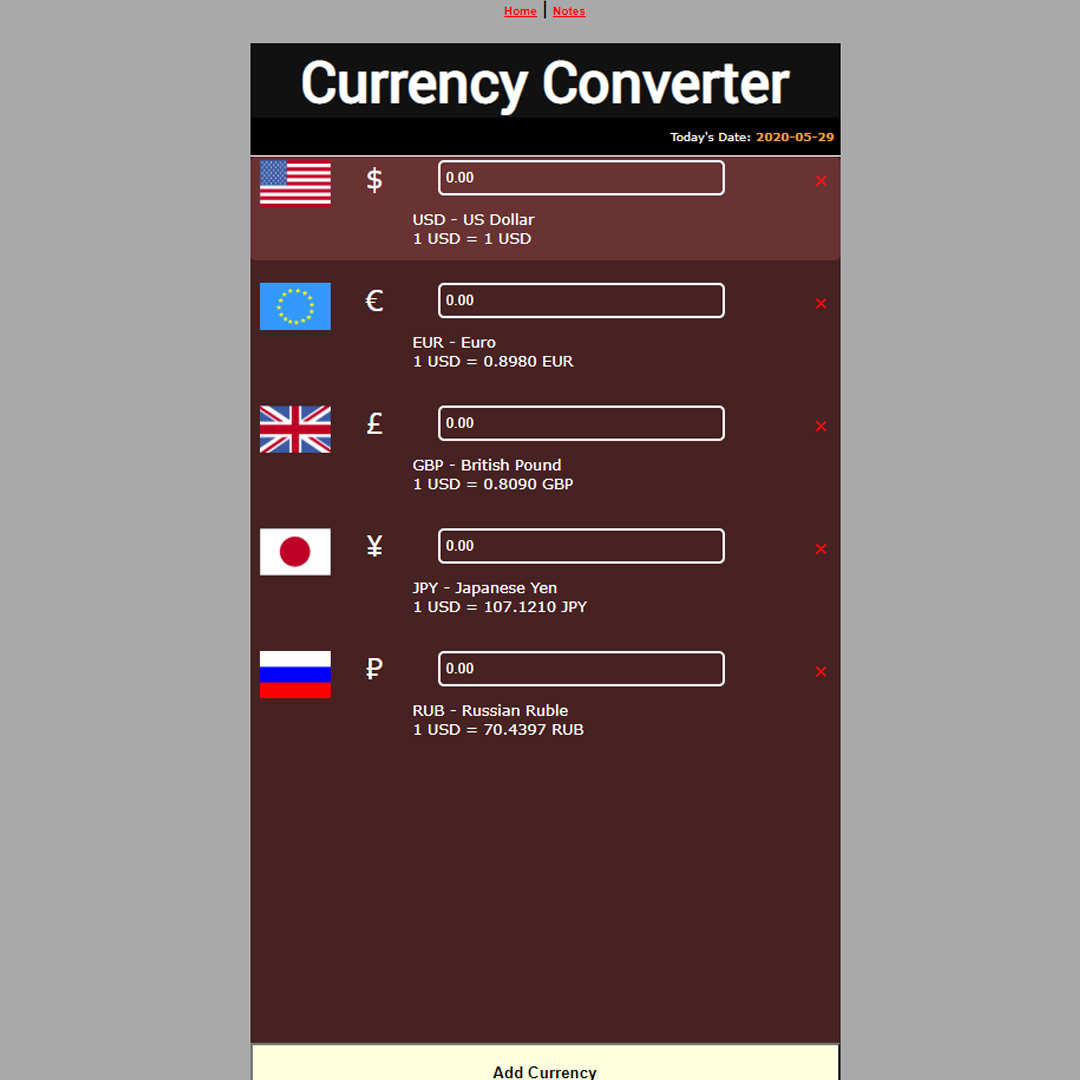 Home | Notes
Currency Converter
Today's Date: 2020-05-29
$ 0.00 ×
USD - US Dollar
1 USD = 1 USD
€ 0.00 ×
EUR - Euro
1 USD = 0.8980 EUR
£ 0.00 ×
GBP - British Pound
1 USD = 0.8090 GBP
¥ 0.00 ×
JPY - Japanese Yen
1 USD = 107.1210 JPY
₽ 0.00 ×
RUB - Russian Ruble
1 USD = 70.4397 RUB
Add Currency